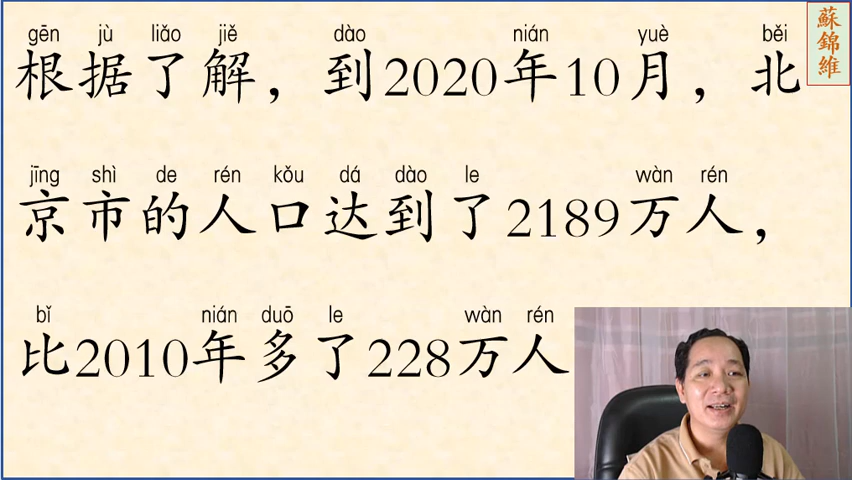 gēn jù liǎo jiě dào nián yuè běi
根据了解，到2020年10月，北
jīng shì de rén kǒu dá dào le wàn rén
京市的人口达到了2189万人，
bǐ nián duō le wàn rén
比2010年多了228万人
蘇錦維